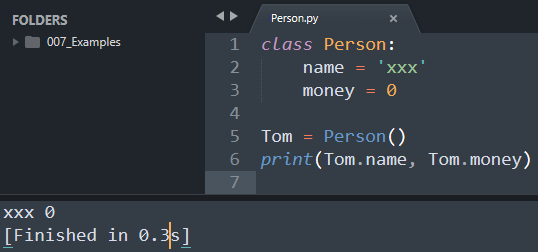 FOLDERS
007_Examples
Person.py
1 class Person:
2     name = 'xxx'
3     money = 0
4
5 Tom = Person()
6 print(Tom.name, Tom.money)
7
xxx 0
[Finished in 0.3s]